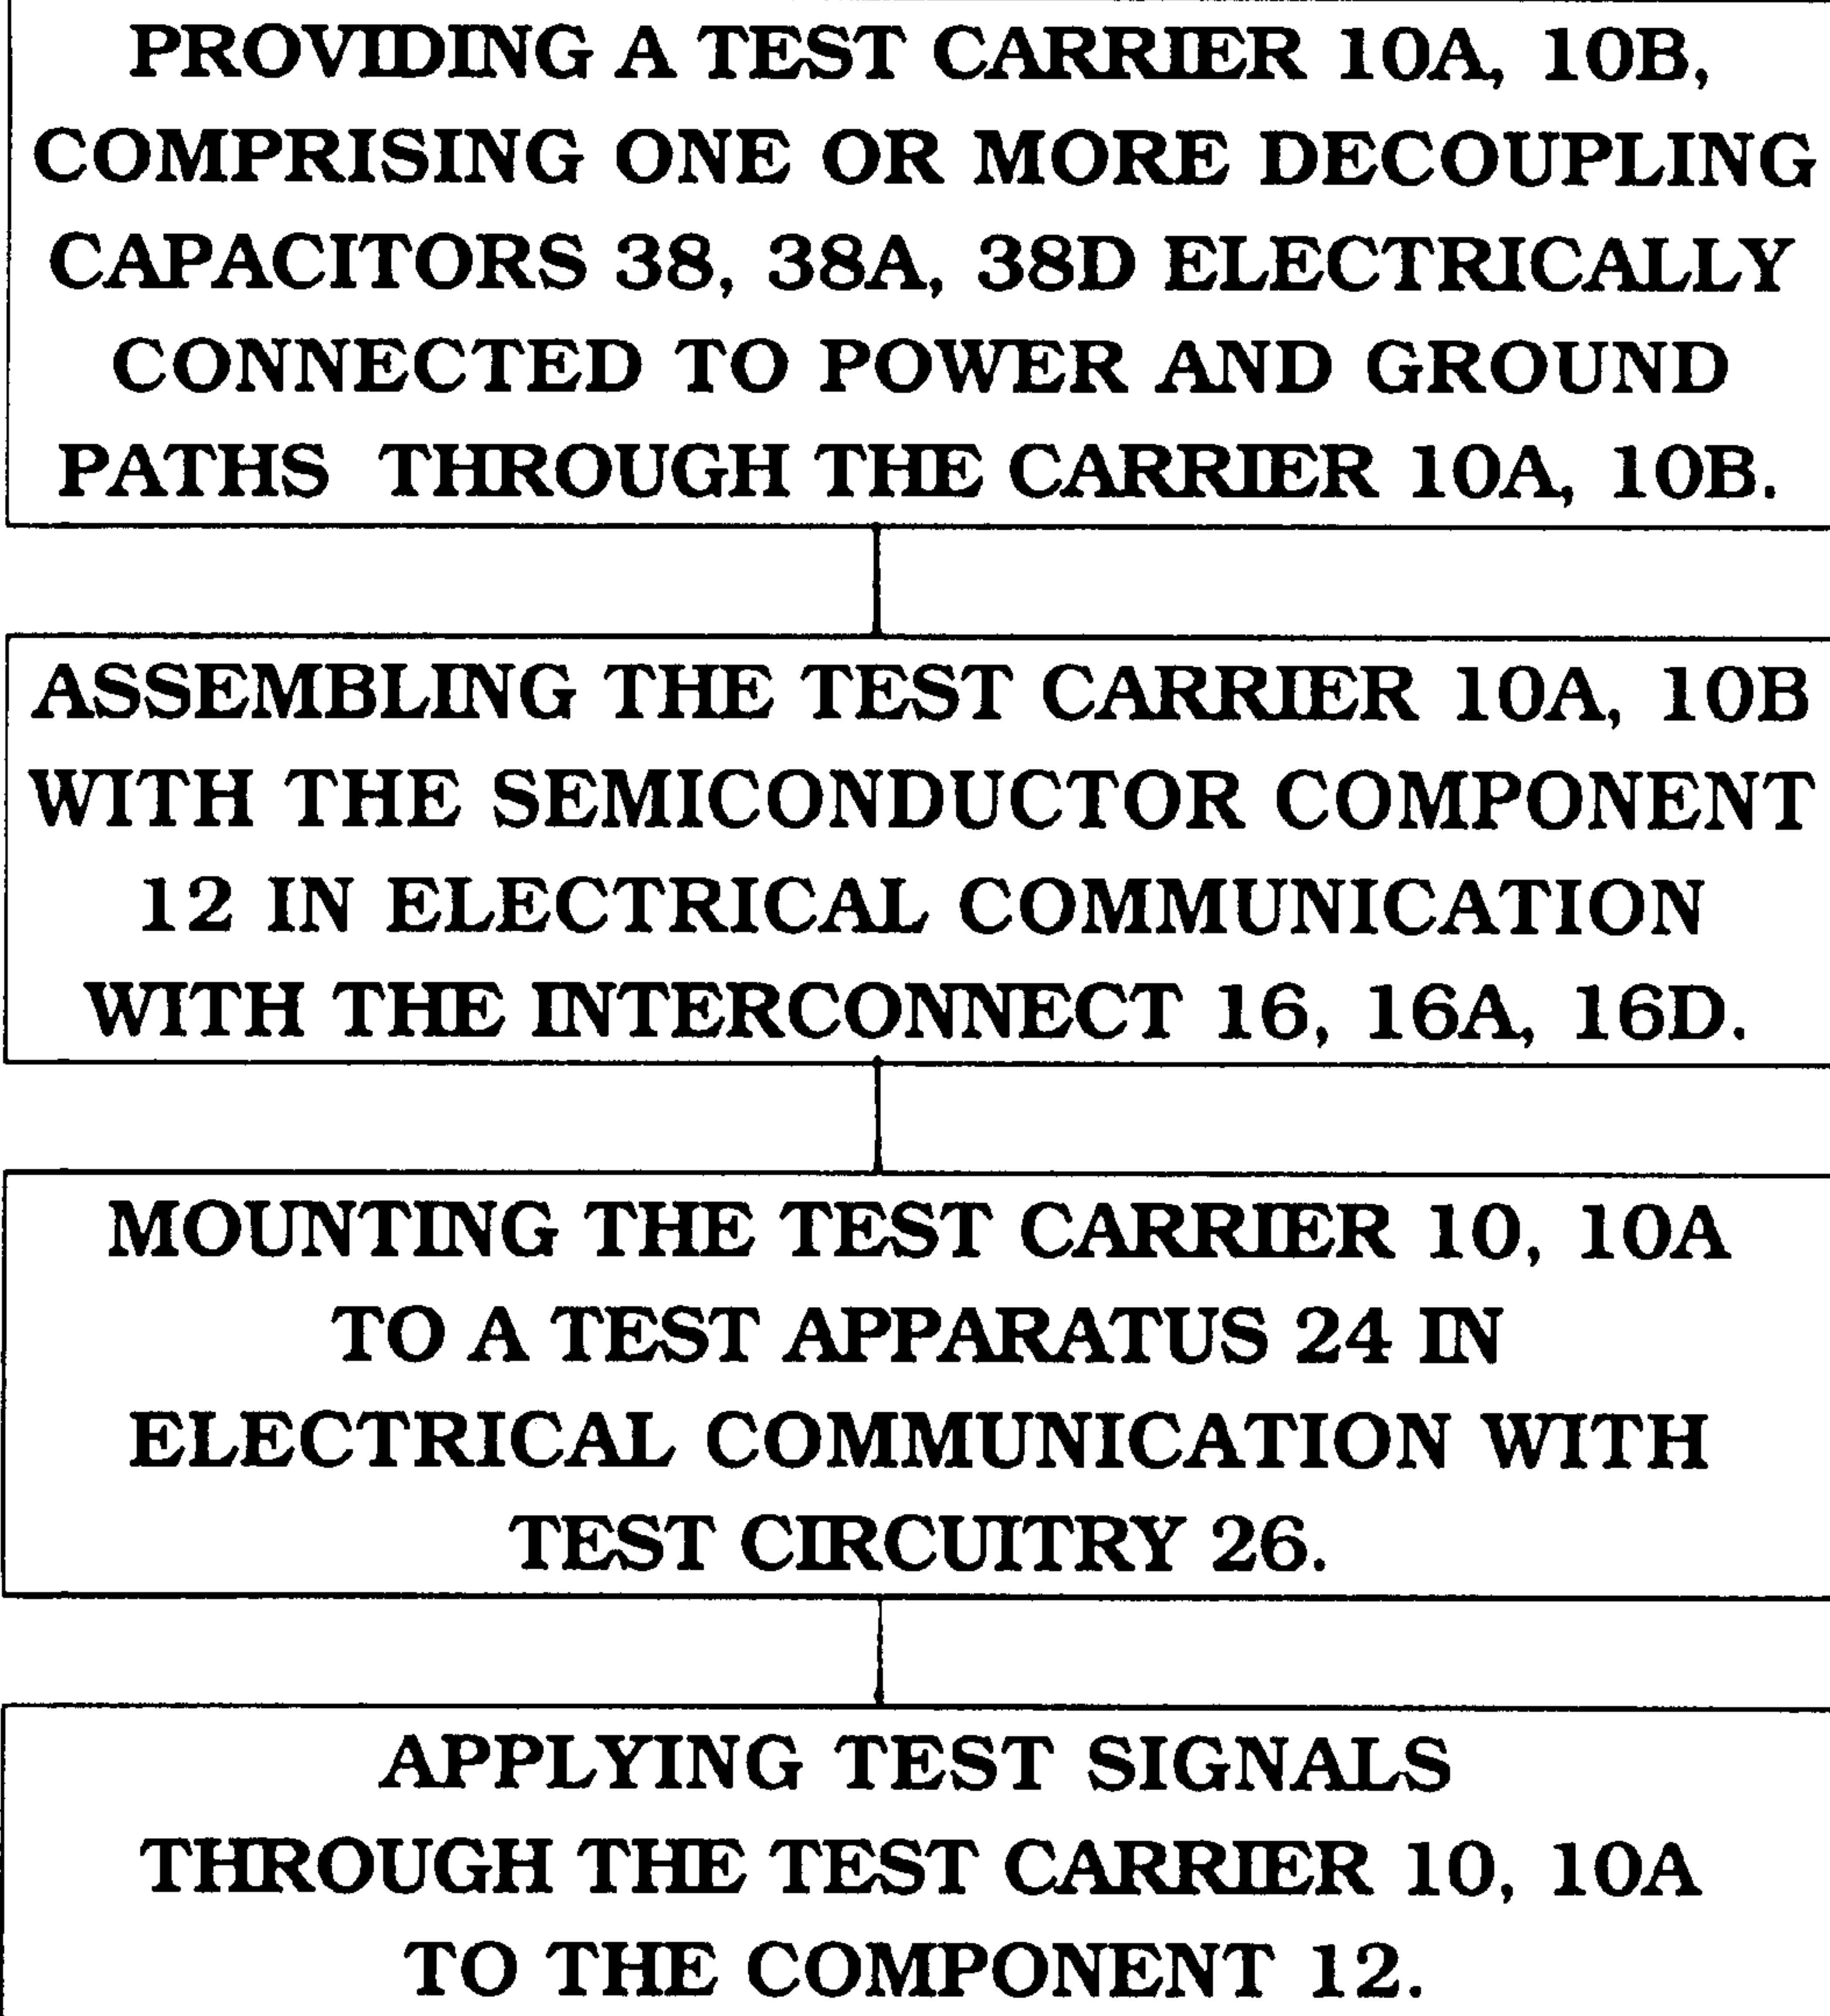 PROVIDING A TEST CARRIER 10A, 10B,
COMPRISING ONE OR MORE DECOUPLING
CAPACITORS 38, 38A, 38D ELECTRICALLY
CONNECTED TO POWER AND GROUND
PATHS THROUGH THE CARRIER 10A, 10B.
ASSEMBLING THE TEST CARRIER 10A, 10B
WITH THE SEMICONDUCTOR COMPONENT
12 IN ELECTRICAL COMMUNICATION
WITH THE INTERCONNECT 16, 16A, 16D.
MOUNTING THE TEST CARRIER 10, 10A
TO A TEST APPARATUS 24 IN
ELECTRICAL COMMUNICATION WITH
TEST CIRCUITRY 26.
APPLYING TEST SIGNALS
THROUGH THE TEST CARRIER 10, 10A
TO THE COMPONENT 12.